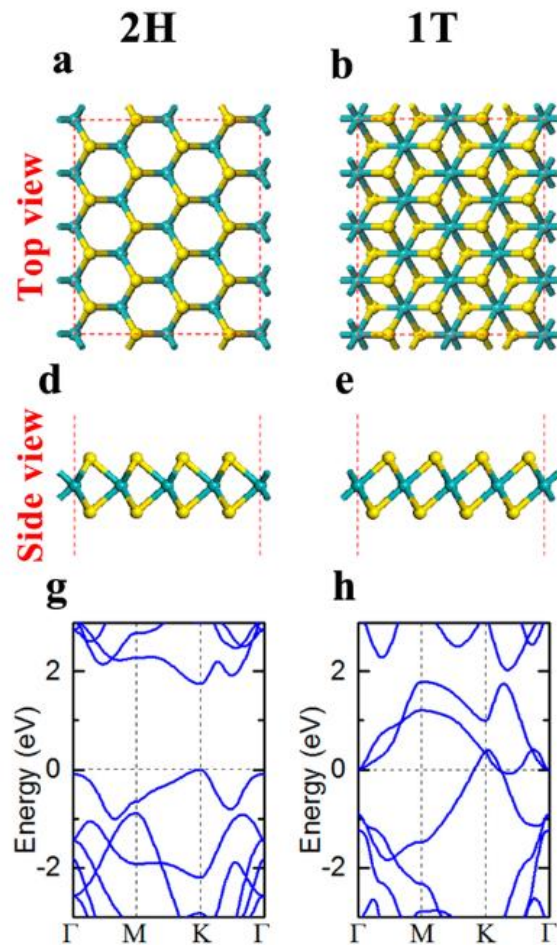 2H 1T
a b
Top view
d e
Side view
g h
Energy (eV) Energy (eV)
2 2
0 0
-2 -2
Γ M K Γ Γ M K Γ